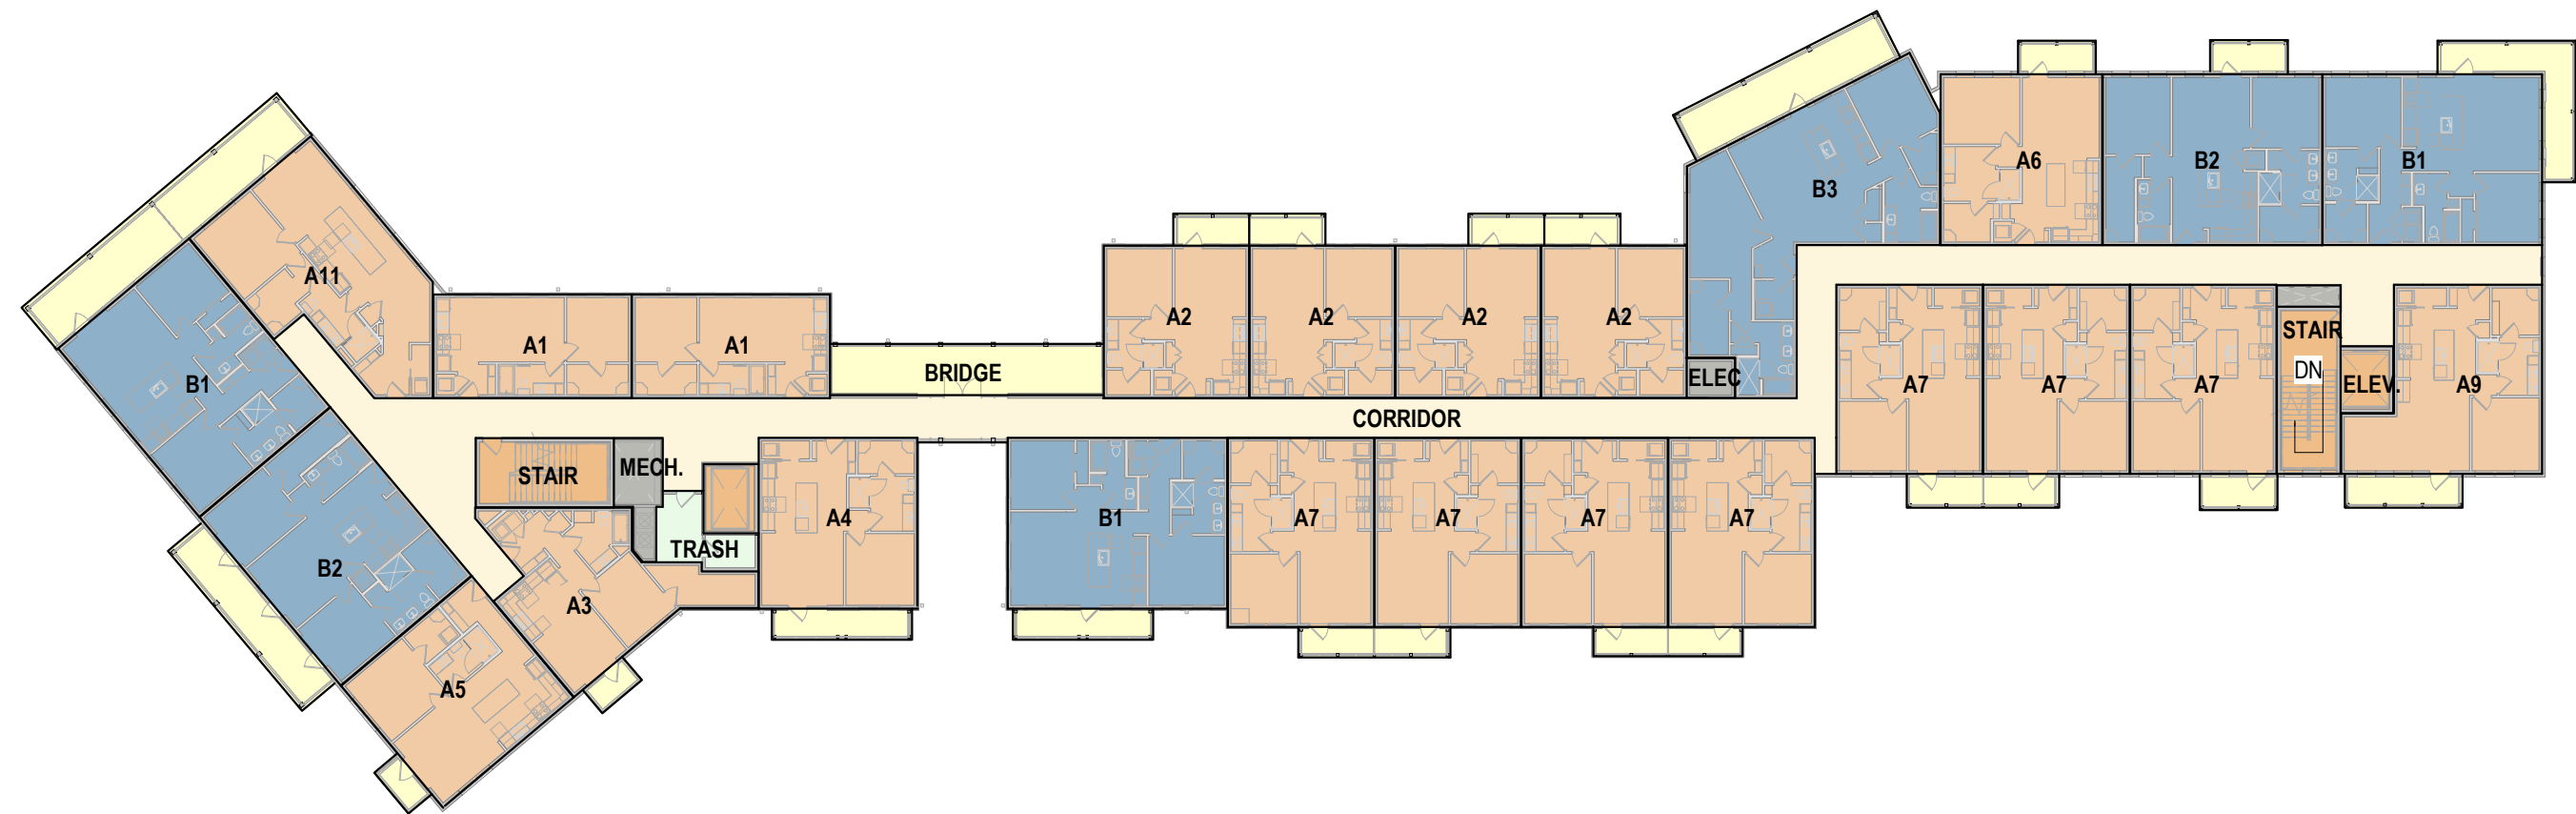 A6
B2
B1
B3
A11
A2
A2
A2
A2
STAIR
A1
A1
BRIDGE
DN
ELEC
B1
A7
A7
A7
ELEV.
A9
CORRIDOR
STAIR
MECH.
A4
B1
A7
A7
A7
A7
TRASH
B2
A3
A5